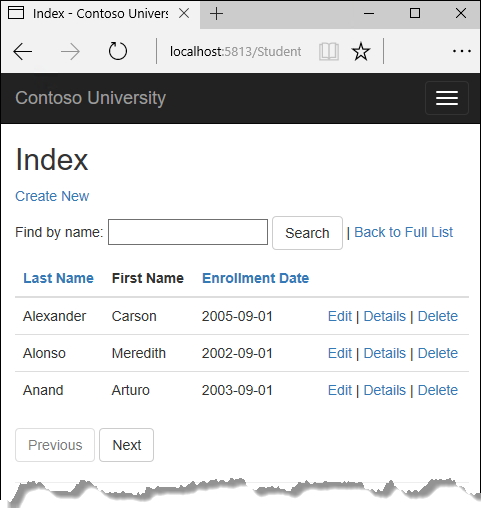 Index - Contoso Univers
localhost:5813/Student
Contoso University
Index
Create New
Find by name: Search | Back to Full List
Last Name First Name Enrollment Date
Alexander Carson 2005-09-01 Edit | Details | Delete
Alonso Meredith 2002-09-01 Edit | Details | Delete
Anand Arturo 2003-09-01 Edit | Details | Delete
Previous Next